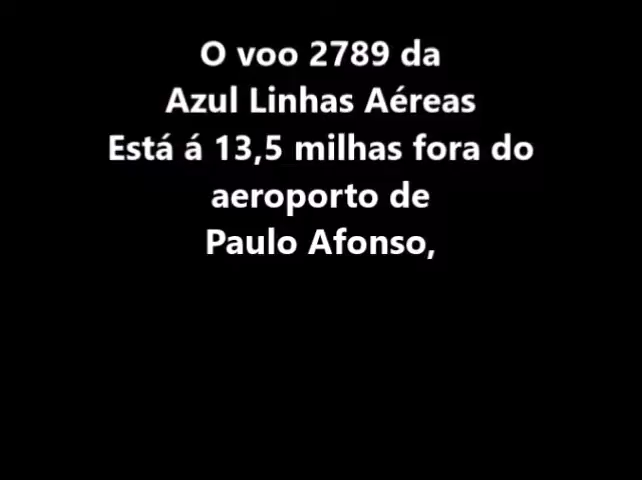 O voo 2789 da
Azul Linhas Aéreas
Está á 13,5 milhas fora do
aeroporto de
Paulo Afonso,